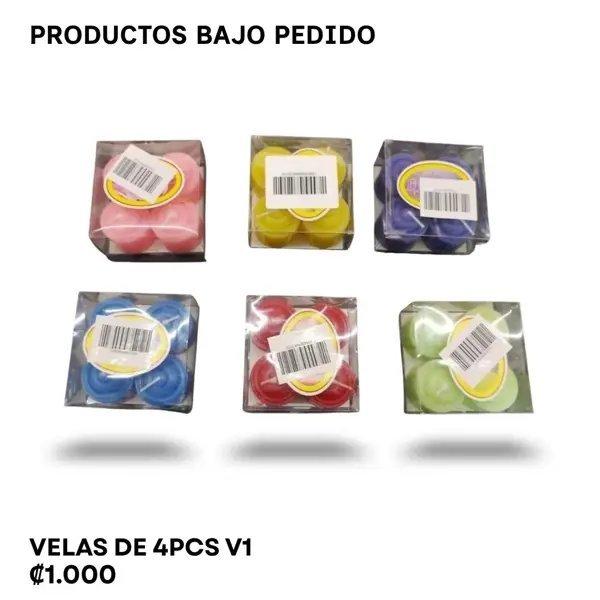 PRODUCTOS BAJO PEDIDO
VELAS DE 4PCS V1
₡1.000